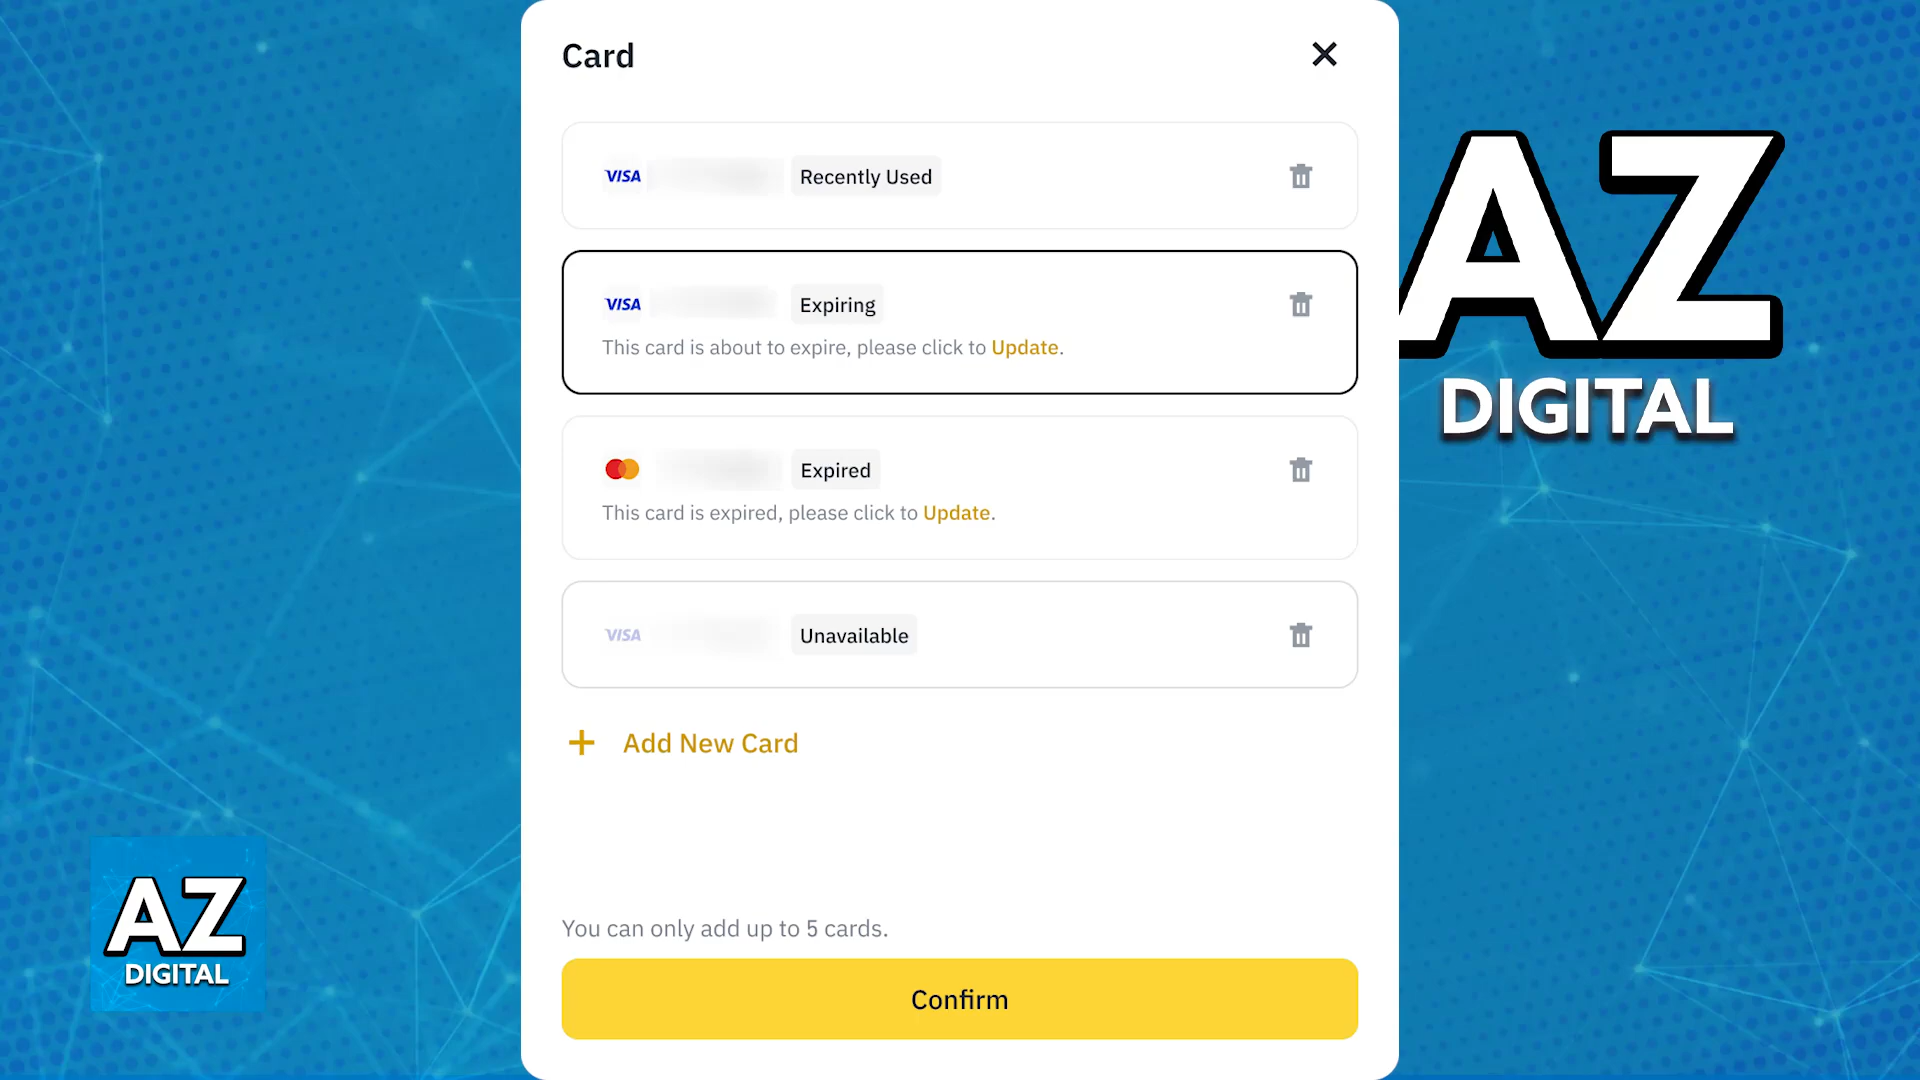 Card
VISA Recently Used
VISA Expiring
This card is about to expire, please click to Update.
Expired
This card is expired, please click to Update.
VISA Unavailable
+ Add New Card
You can only add up to 5 cards.
Confirm
AZ
DIGITAL
AZ
DIGITAL